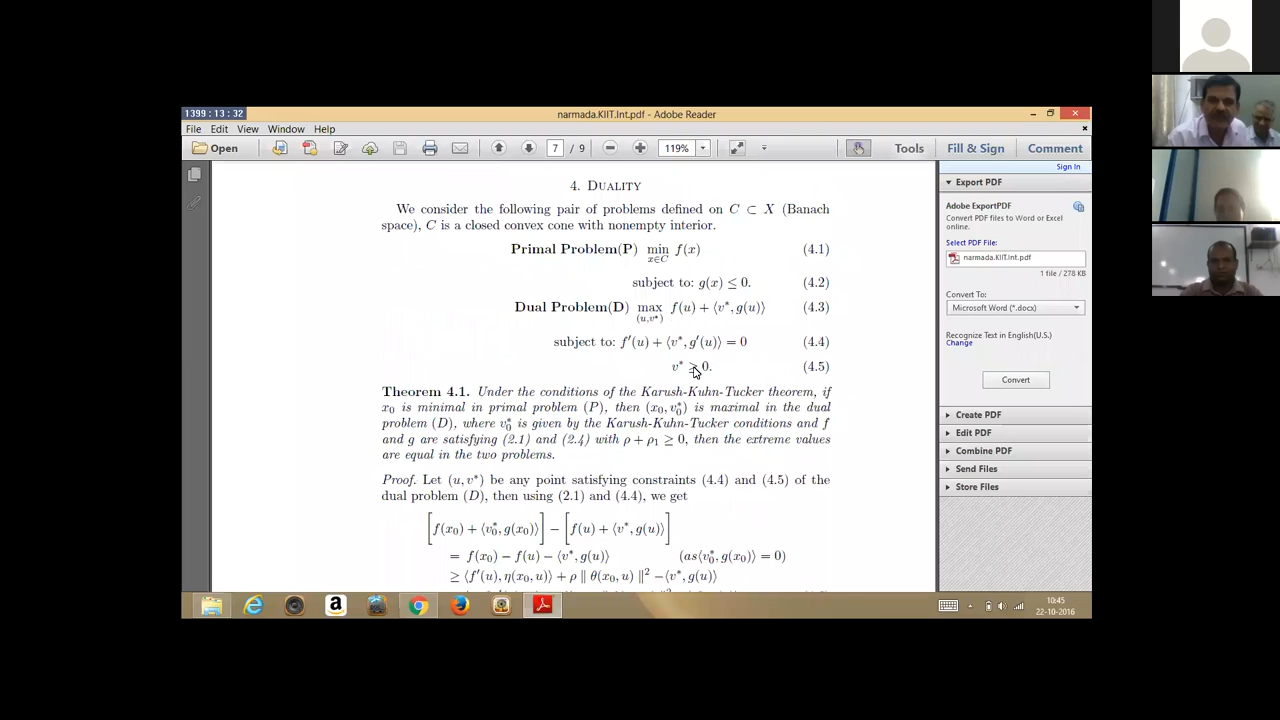 1399 : 13 : 32
narmada.KIIT.Int.pdf - Adobe Reader
File Edit View Window Help
Open 7 / 9 119% Tools Fill & Sign Comment
Sign In
4. DUALITY
We consider the following pair of problems defined on C ⊂ X (Banach
space), C is a closed convex cone with nonempty interior.
Primal Problem(P) min x∈C f(x) (4.1)
subject to: g(x) ≤ 0. (4.2)
Dual Problem(D) max (u,v*) f(u) + ⟨v*, g(u)⟩ (4.3)
subject to: f′(u) + ⟨v*, g′(u)⟩ = 0 (4.4)
v* ≥ 0. (4.5)
Theorem 4.1. Under the conditions of the Karush-Kuhn-Tucker theorem, if
x₀ is minimal in primal problem (P), then (x₀, v₀*) is maximal in the dual
problem (D), where v₀* is given by the Karush-Kuhn-Tucker conditions and f
and g are satisfying (2.1) and (2.4) with ρ + ρ₁ ≥ 0, then the extreme values
are equal in the two problems.
Proof. Let (u, v*) be any point satisfying constraints (4.4) and (4.5) of the
dual problem (D), then using (2.1) and (4.4), we get
[f(x₀) + ⟨v₀*, g(x₀)⟩] − [f(u) + ⟨v*, g(u)⟩]
= f(x₀) − f(u) − ⟨v*, g(u)⟩ (as⟨v₀*, g(x₀)⟩ = 0)
≥ ⟨f′(u), η(x₀, u)⟩ + ρ ∥ θ(x₀, u) ∥² −⟨v*, g(u)⟩
Export PDF
Adobe ExportPDF
Convert PDF files to Word or Excel
online.
Select PDF File:
narmada.KIIT.Int.pdf
1 file / 278 KB
Convert To:
Microsoft Word (*.docx)
Recognize Text in English(U.S.)
Change
Convert
Create PDF
Edit PDF
Combine PDF
Send Files
Store Files
10:45
22-10-2016